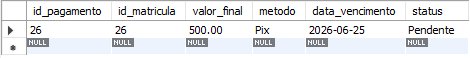 id_pagamento id_matricula valor_final metodo data_vencimento status
26 26 500.00 Pix 2026-06-25 Pendente
NULL NULL NULL NULL NULL NULL